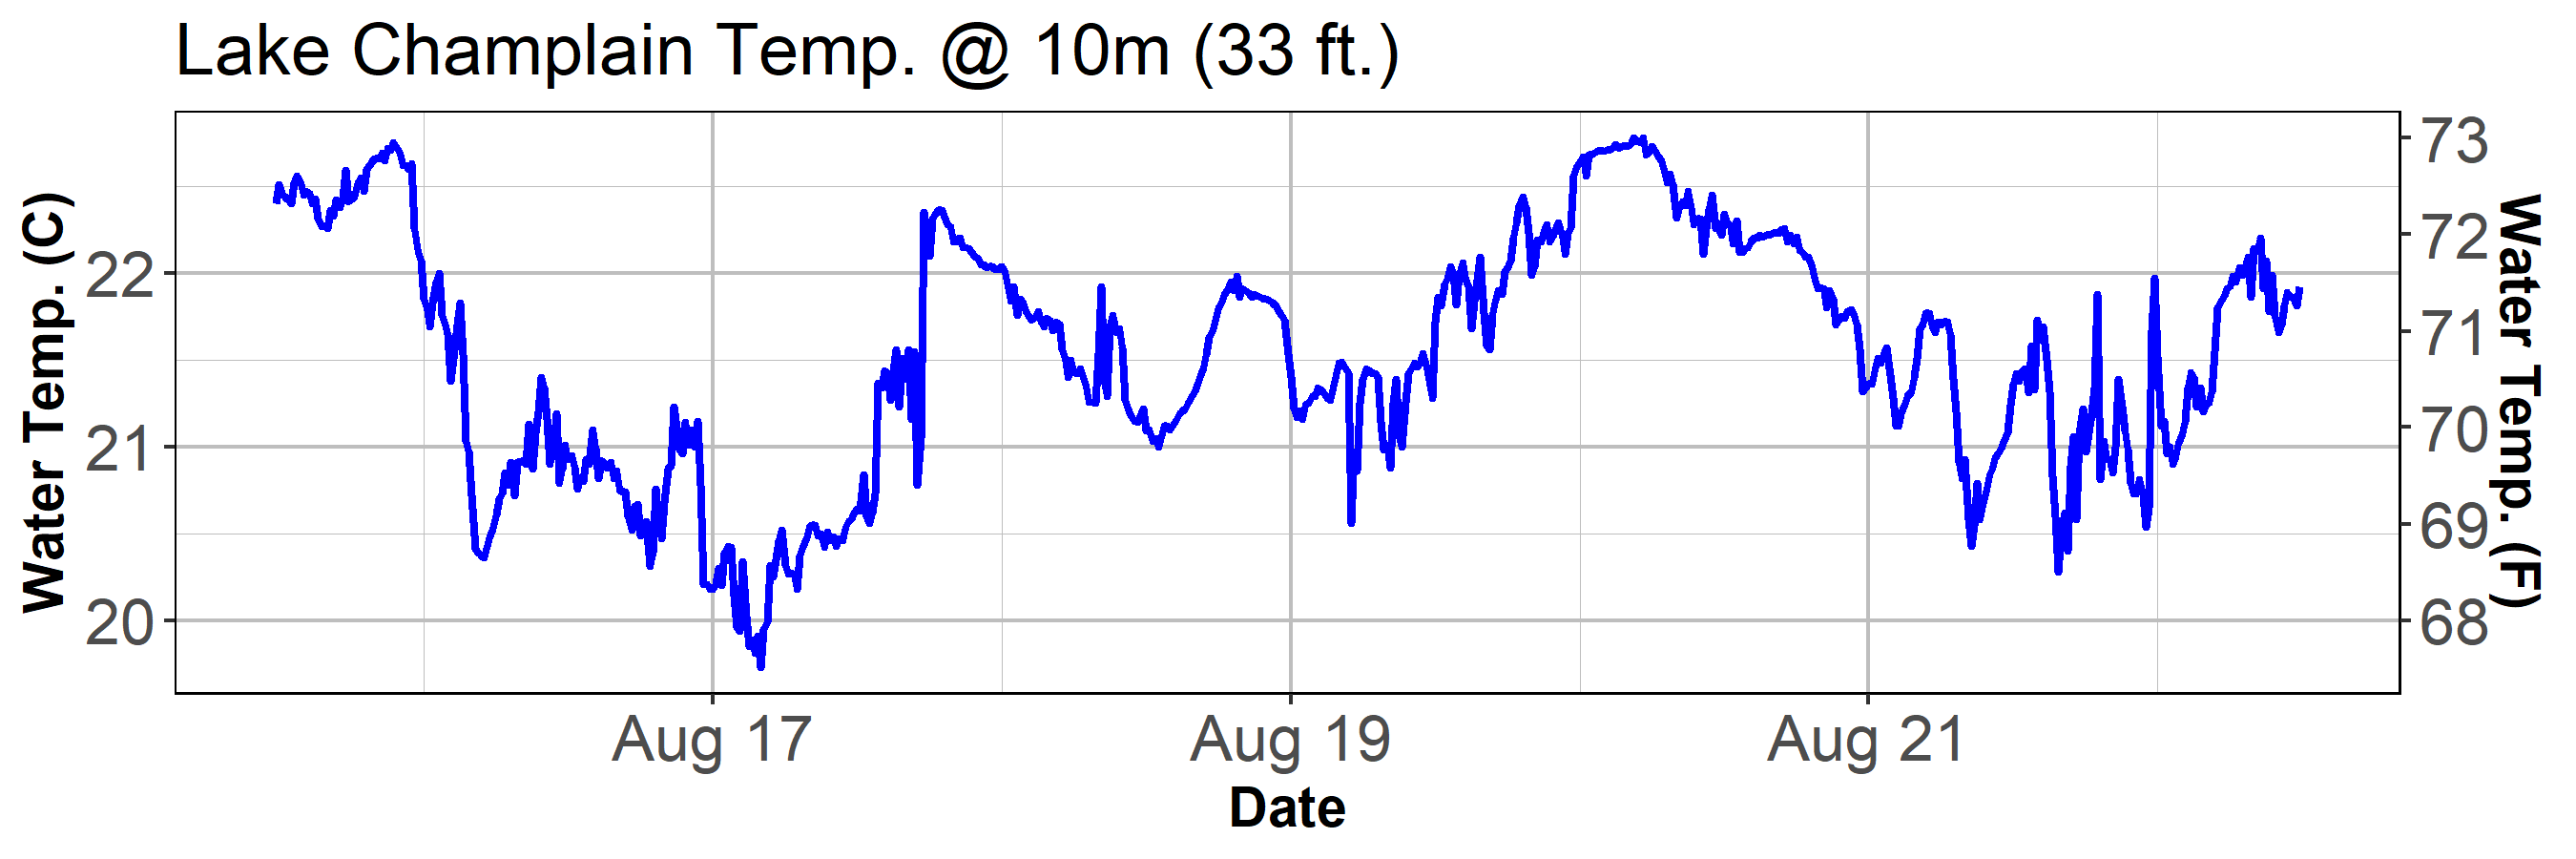 Lake Champlain Temp. @ 10m (33 ft.)
Water Temp. (C)
22
21
20
73
72
71
70
69
68
Water Temp. (F)
Aug 17 Aug 19 Aug 21
Date